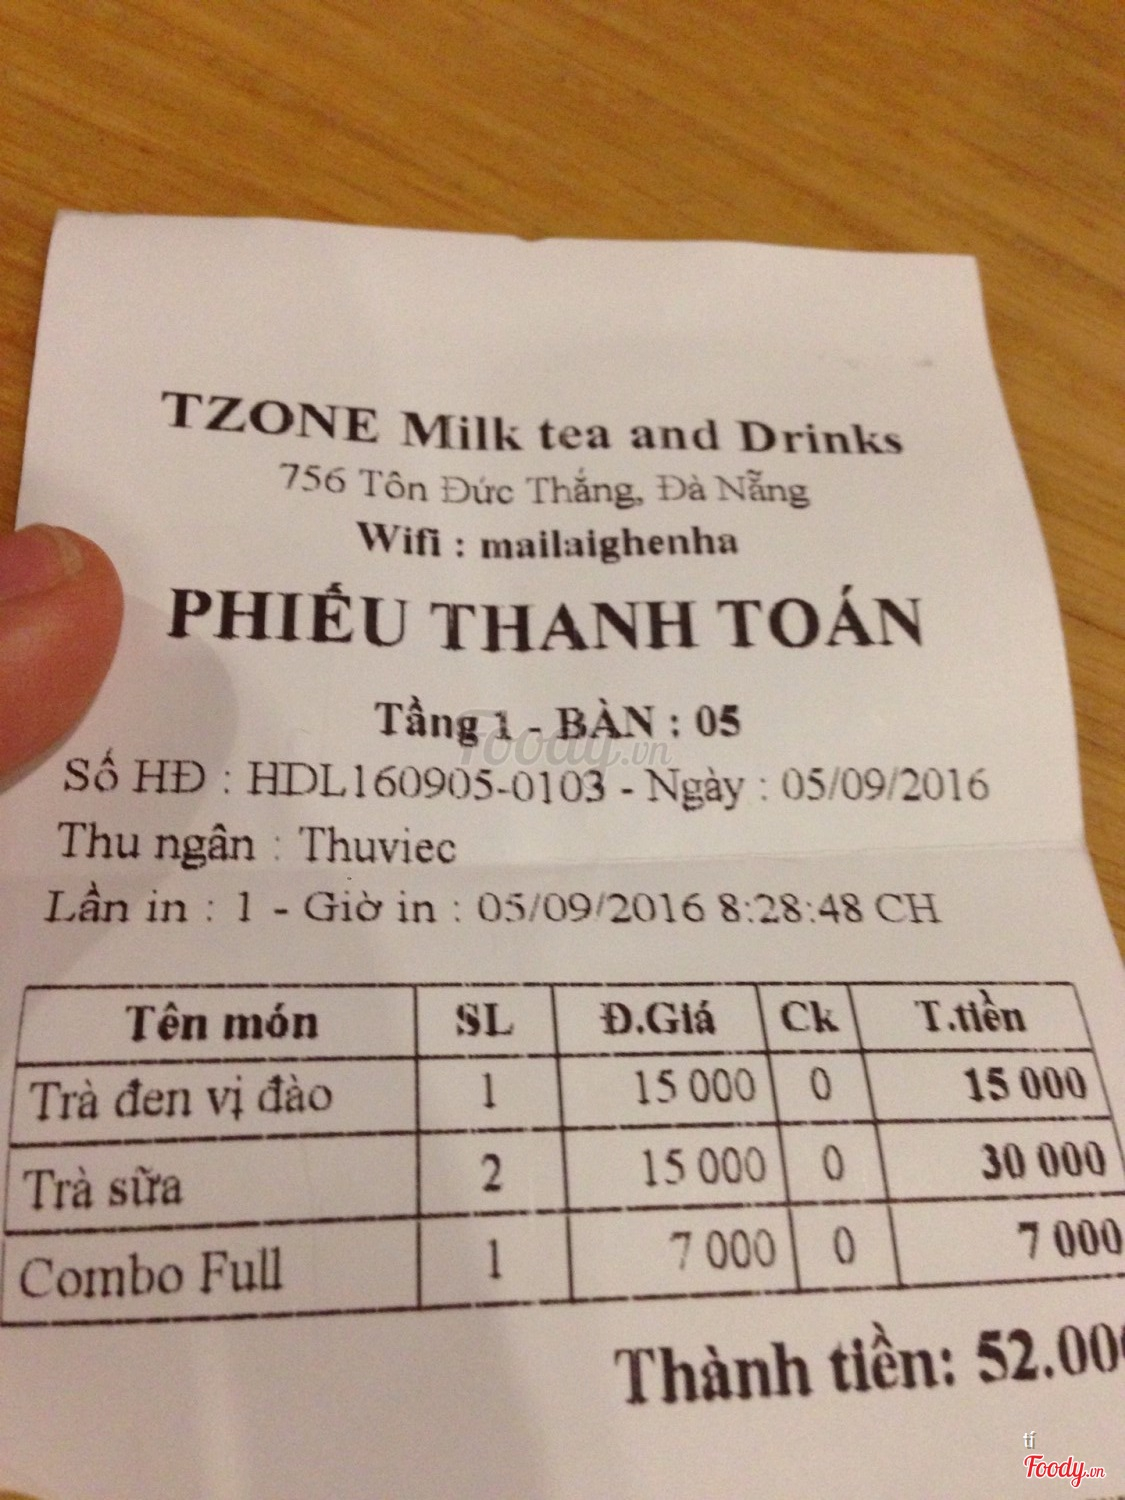 TZONE Milk tea and Drinks
756 Tôn Đức Thắng, Đà Nẵng
Wifi : mailaighenha
PHIẾU THANH TOÁN
Tầng 1 - BÀN : 05
Số HĐ : HDL160905-0103 - Ngày : 05/09/2016
Thu ngân : Thuviec
Lần in : 1 - Giờ in : 05/09/2016 8:28:48 CH
Tên món SL Đ.Giá Ck T.tiền
Trà đen vị đào 1 15 000 0 15 000
Trà sữa 2 15 000 0 30 000
Combo Full 1 7 000 0 7 000
Thành tiền: 52.00
Foody.vn
tí
Foody.vn